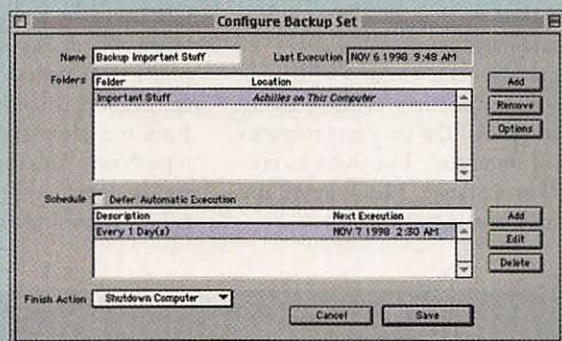 Configure Backup Set
Name Backup Important Stuff Last Execution NOV 6 1998 9:48 AM
Folders Folder Location Add
Important Stuff Achilles on This Computer
Remove
Options
Schedule Defer Automatic Execution
Description Next Execution Add
Every 1 Day(s) NOV 7 1998 2:30 AM
Edit
Delete
Finish Action Shutdown Computer
Cancel Save